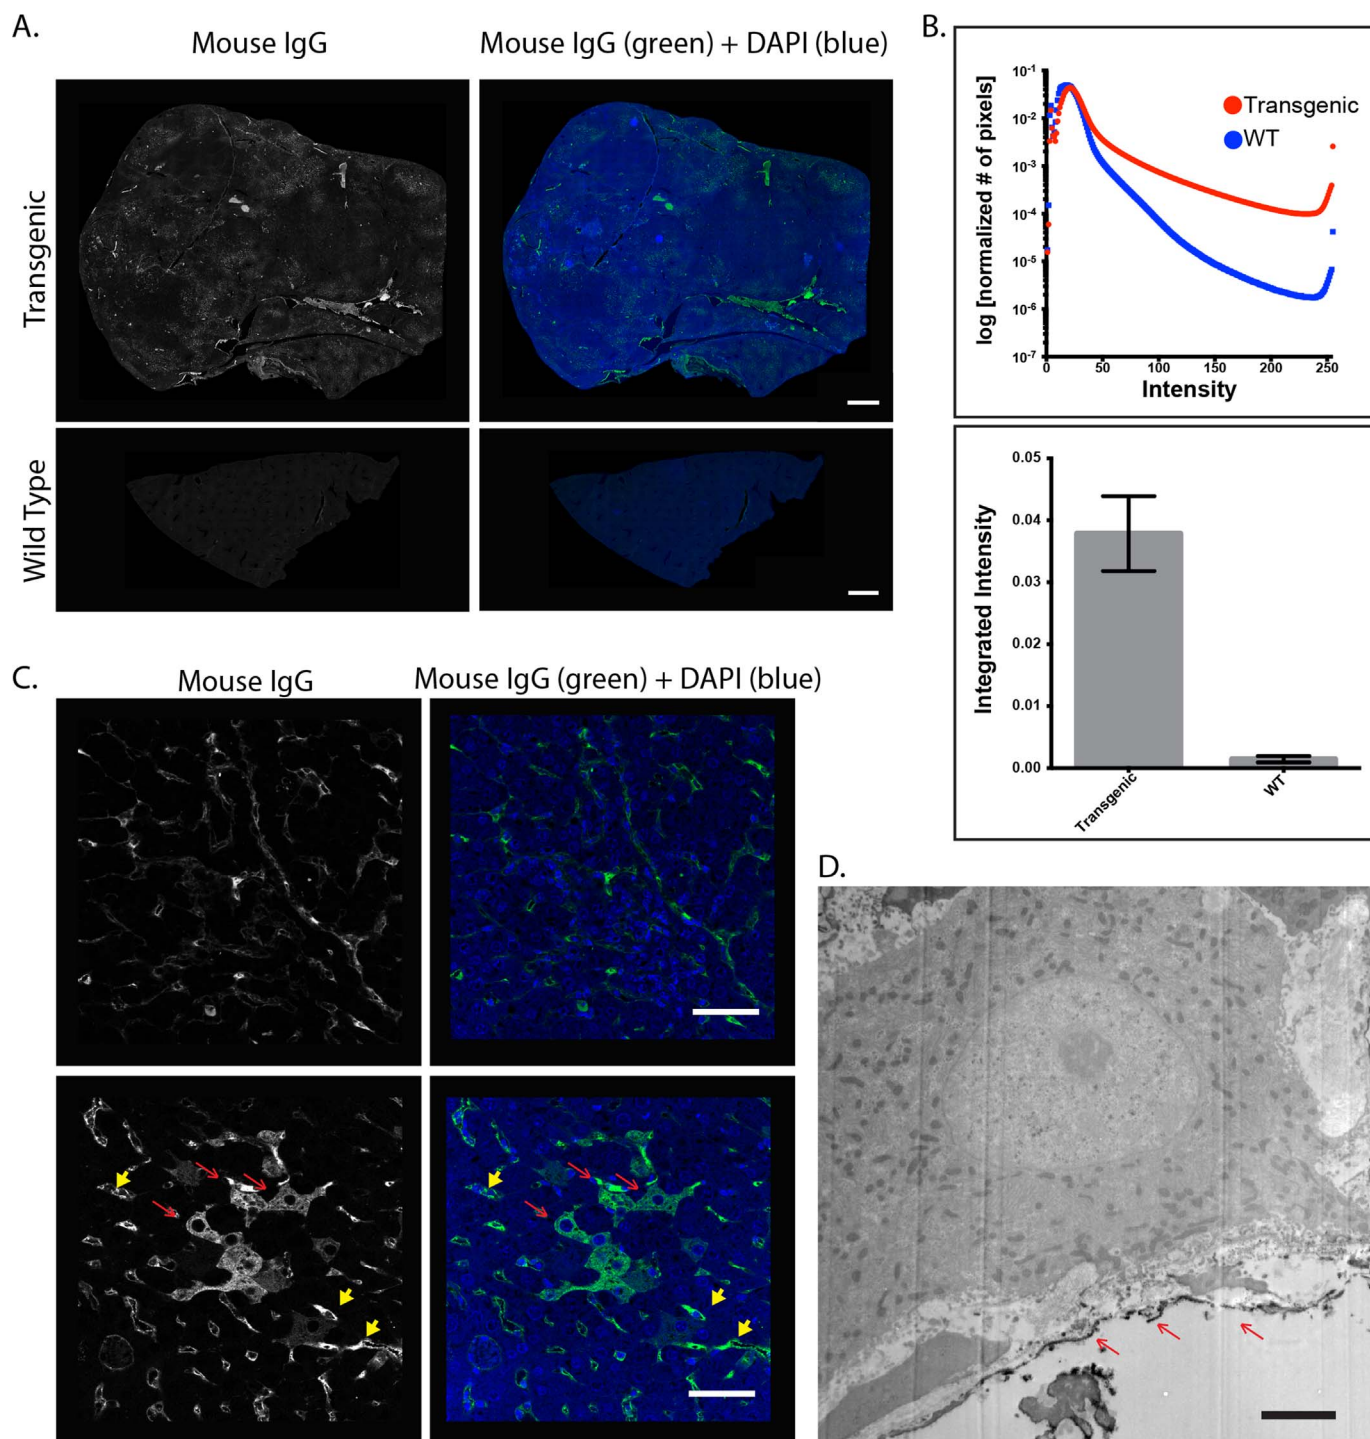 A.
Mouse IgG
Mouse IgG (green) + DAPI (blue)
Transgenic
Wild Type
B.
log [normalized # of pixels]
10-1
10-2
10-3
10-4
10-5
10-6
10-7
0
50
100
150
200
250
Intensity
Transgenic
WT
Integrated Intensity
0.05
0.04
0.03
0.02
0.01
0.00
Transgenic
WT
C.
Mouse IgG
Mouse IgG (green) + DAPI (blue)
D.